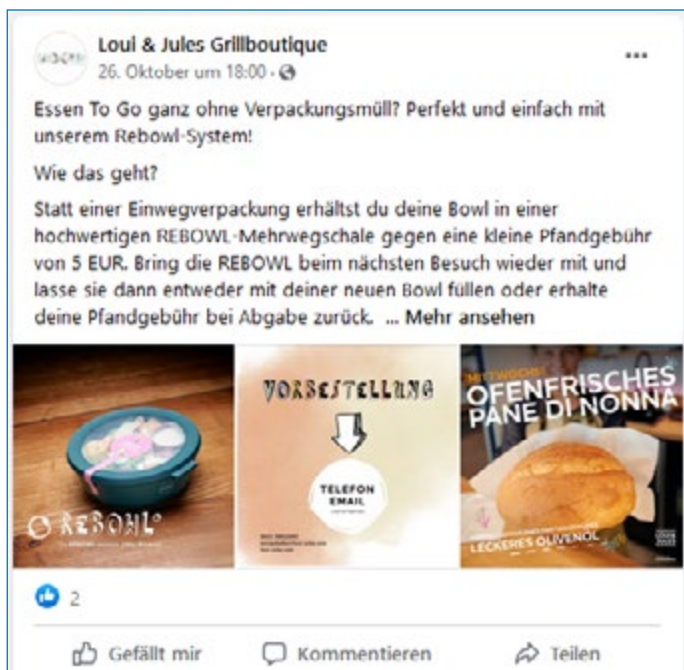 Loui & Jules Grillboutique
26. Oktober um 18:00 ·
Essen To Go ganz ohne Verpackungsmüll? Perfekt und einfach mit
unserem Rebowl-System!
Wie das geht?
Statt einer Einwegverpackung erhältst du deine Bowl in einer
hochwertigen REBOWL-Mehrwegschale gegen eine kleine Pfandgebühr
von 5 EUR. Bring die REBOWL beim nächsten Besuch wieder mit und
lasse sie dann entweder mit deiner neuen Bowl füllen oder erhalte
deine Pfandgebühr bei Abgabe zurück. ... Mehr ansehen
REBOWL
VORBESTELLUNG
TELEFON
EMAIL
MITTWOCHS
OFENFRISCHES
PANE DI NONNA
LECKERES OLIVENÖL
2
Gefällt mir
Kommentieren
Teilen